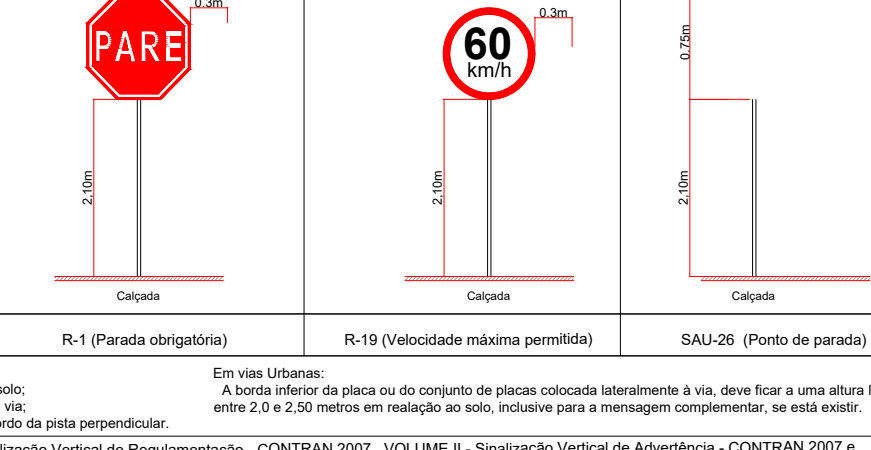 0.3m
PARE
2,10m
Calçada
R-1 (Parada obrigatória)
0.3m
60
km/h
2,10m
Calçada
R-19 (Velocidade máxima permitida)
0.75m
2,10m
Calçada
SAU-26 (Ponto de parada)
solo;
via;
ordo da pista perpendicular.
Em vias Urbanas:
A borda inferior da placa ou do conjunto de placas colocada lateralmente à via, deve ficar a uma altura l
entre 2,0 e 2,50 metros em realação ao solo, inclusive para a mensagem complementar, se está existir.
lização Vertical de Regulamentação - CONTRAN 2007 , VOLUME II - Sinalização Vertical de Advertência - CONTRAN 2007 e